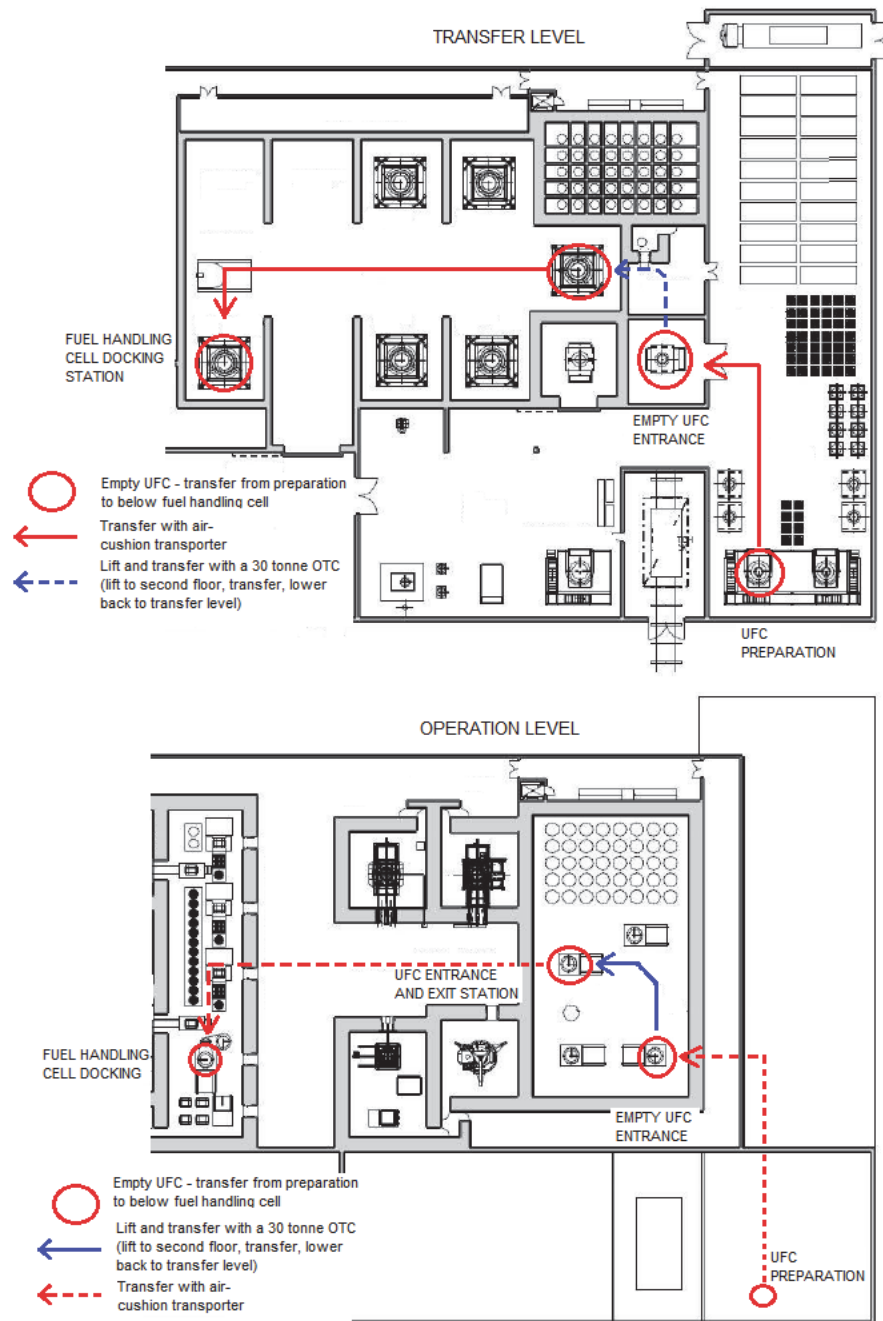 TRANSFER LEVEL
FUEL HANDLING
CELL DOCKING
STATION
EMPTY UFC
ENTRANCE
Empty UFC - transfer from preparation
to below fuel handling cell
Transfer with air-
cushion transporter
Lift and transfer with a 30 tonne OTC
(lift to second floor, transfer, lower
back to transfer level)
UFC
PREPARATION
OPERATION LEVEL
UFC ENTRANCE
AND EXIT STATION
FUEL HANDLING
CELL DOCKING
EMPTY UFC
ENTRANCE
Empty UFC - transfer from preparation
to below fuel handling cell
Lift and transfer with a 30 tonne OTC
(lift to second floor, transfer, lower
back to transfer level)
Transfer with air-
cushion transporter
UFC
PREPARATION